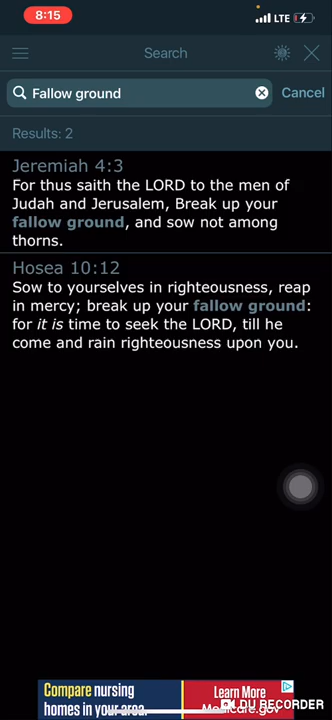 8:15
LTE
Search
Fallow ground
Cancel
Results: 2
Jeremiah 4:3
For thus saith the LORD to the men of
Judah and Jerusalem, Break up your
fallow ground, and sow not among
thorns.
Hosea 10:12
Sow to yourselves in righteousness, reap
in mercy; break up your fallow ground:
for it is time to seek the LORD, till he
come and rain righteousness upon you.
Compare nursing
homes in your area.
Learn More
Medicare.gov
DU RECORDER